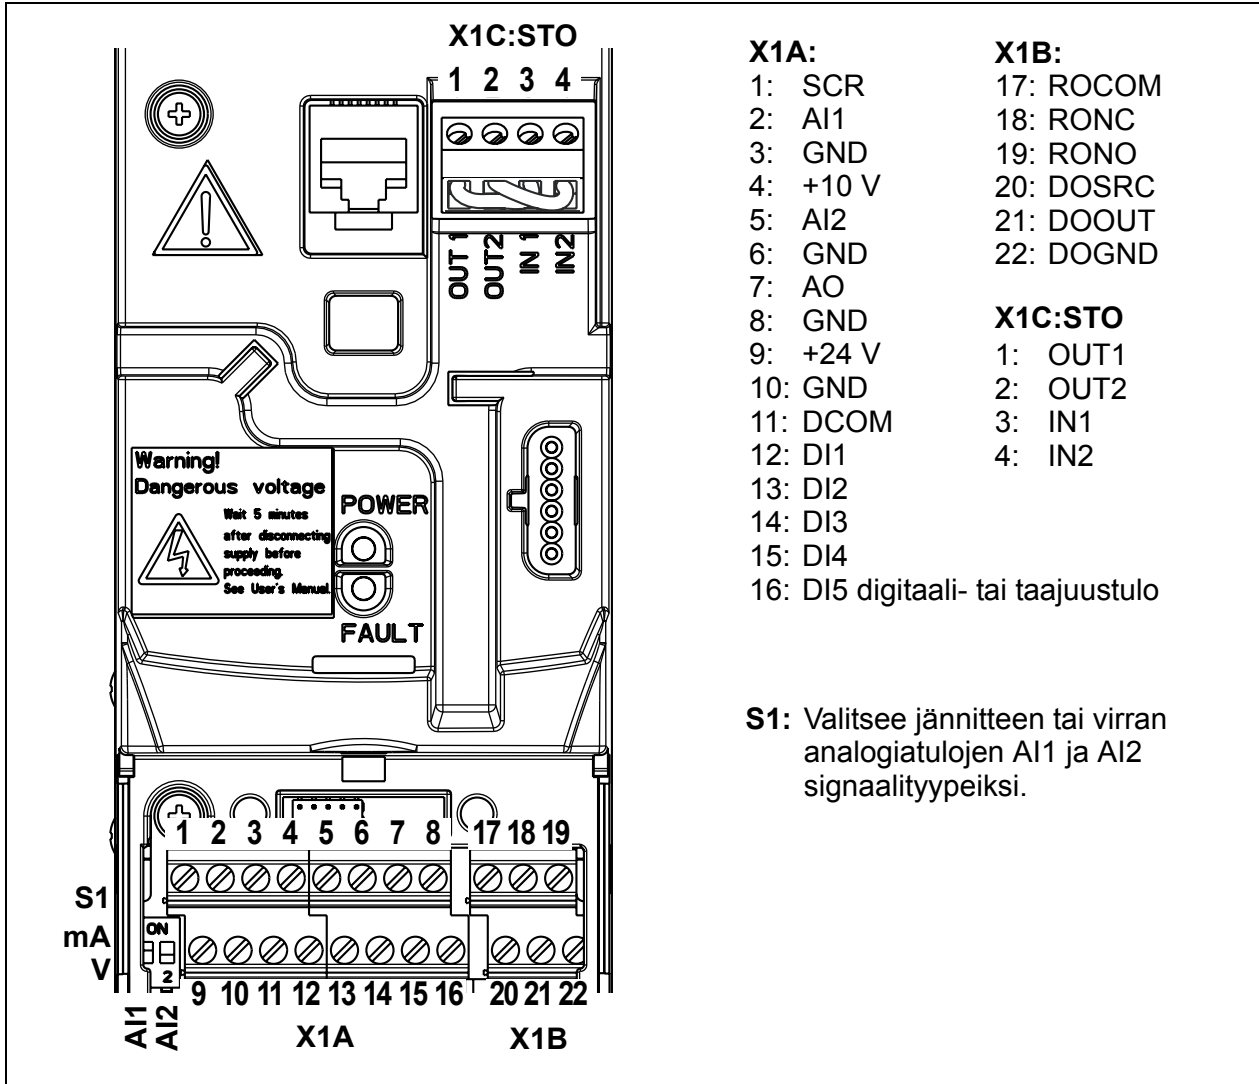 X1C:STO
1 2 3 4
OUT 1
OUT2
IN 1
IN2
Warning!
Dangerous voltage
Wait 5 minutes
after disconnecting
supply before
proceeding.
See User's Manual.
POWER
FAULT
1 2 3 4 5 6 7 8 17 18 19
S1
mA
V
ON
2
9 10 11 12 13 14 15 16 20 21 22
AI1
AI2
X1A
X1B
X1A:
1: SCR
2: AI1
3: GND
4: +10 V
5: AI2
6: GND
7: AO
8: GND
9: +24 V
10: GND
11: DCOM
12: DI1
13: DI2
14: DI3
15: DI4
16: DI5 digitaali- tai taajuustulo
X1B:
17: ROCOM
18: RONC
19: RONO
20: DOSRC
21: DOOUT
22: DOGND
X1C:STO
1: OUT1
2: OUT2
3: IN1
4: IN2
S1: Valitsee jännitteen tai virran
analogiatulojen AI1 ja AI2
signaalityypeiksi.